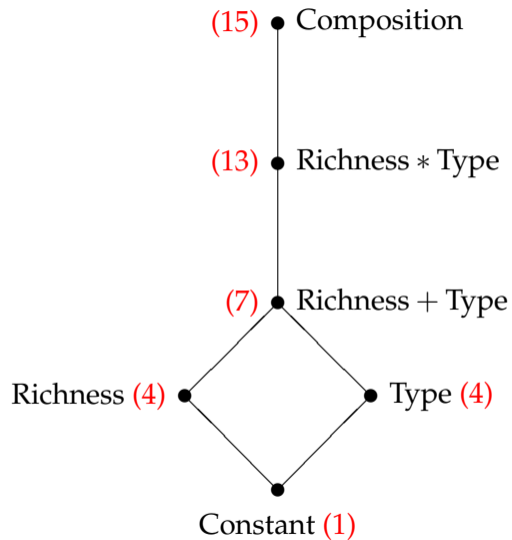 (15) Composition
(13) Richness ∗ Type
(7) Richness + Type
Richness (4)
Type (4)
Constant (1)